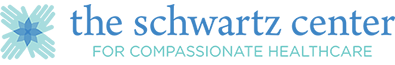 the schwartz center
FOR COMPASSIONATE HEALTHCARE